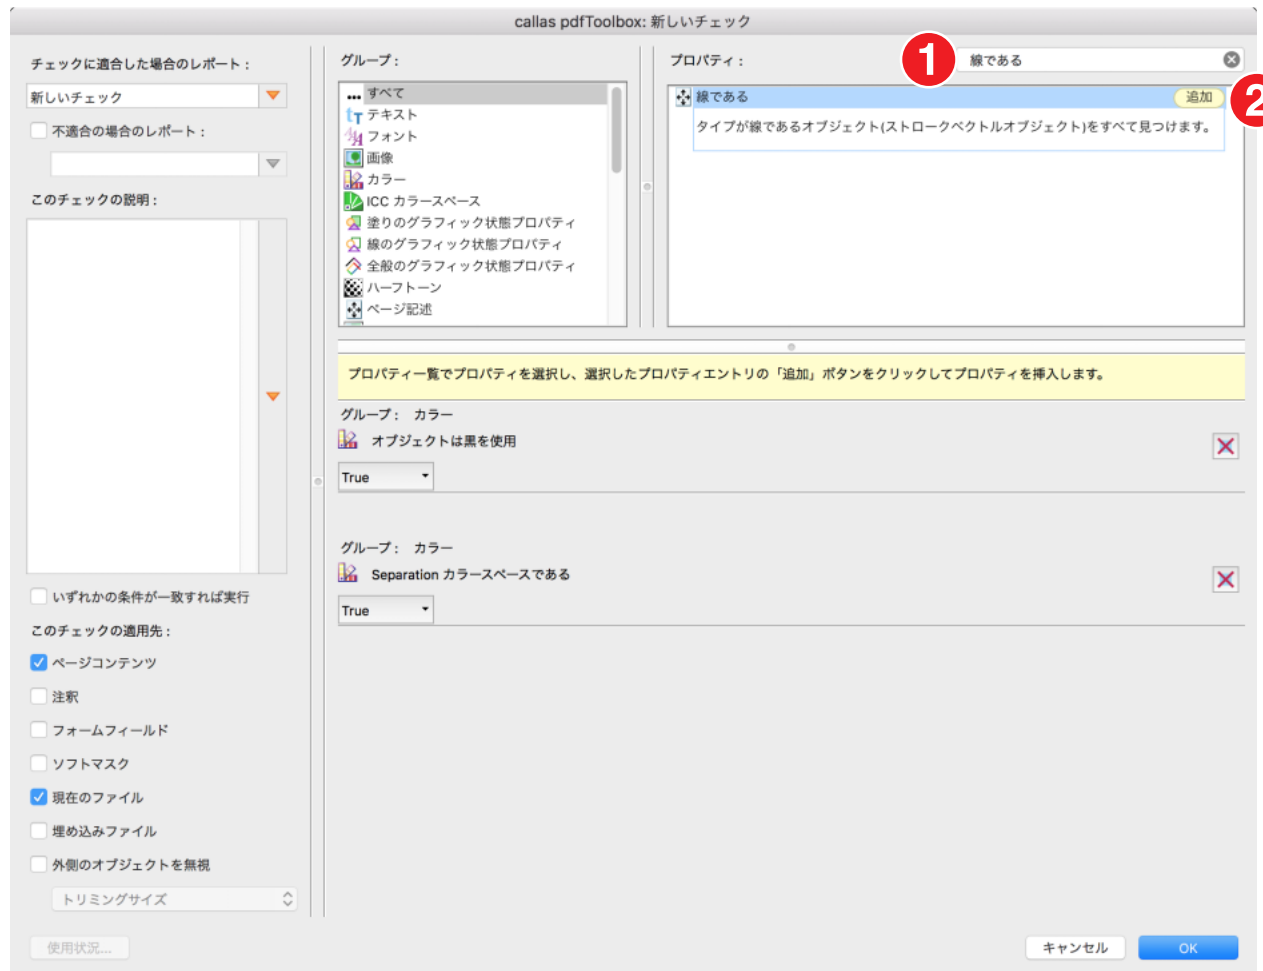 callas pdfToolbox: 新しいチェック
チェックに適合した場合のレポート：
新しいチェック
不適合の場合のレポート：
このチェックの説明：
いずれかの条件が一致すれば実行
このチェックの適用先：
ページコンテンツ
注釈
フォームフィールド
ソフトマスク
現在のファイル
埋め込みファイル
外側のオブジェクトを無視
トリミングサイズ
使用状況...
グループ：
... すべて
テキスト
フォント
画像
カラー
ICC カラースペース
塗りのグラフィック状態プロパティ
線のグラフィック状態プロパティ
全般のグラフィック状態プロパティ
ハーフトーン
ページ記述
プロパティ：
1
線である
線である
追加
2
タイプが線であるオブジェクト(ストロークベクトルオブジェクト)をすべて見つけます。
プロパティ一覧でプロパティを選択し、選択したプロパティエントリの「追加」ボタンをクリックしてプロパティを挿入します。
グループ： カラー
オブジェクトは黒を使用
True
グループ： カラー
Separation カラースペースである
True
キャンセル
OK